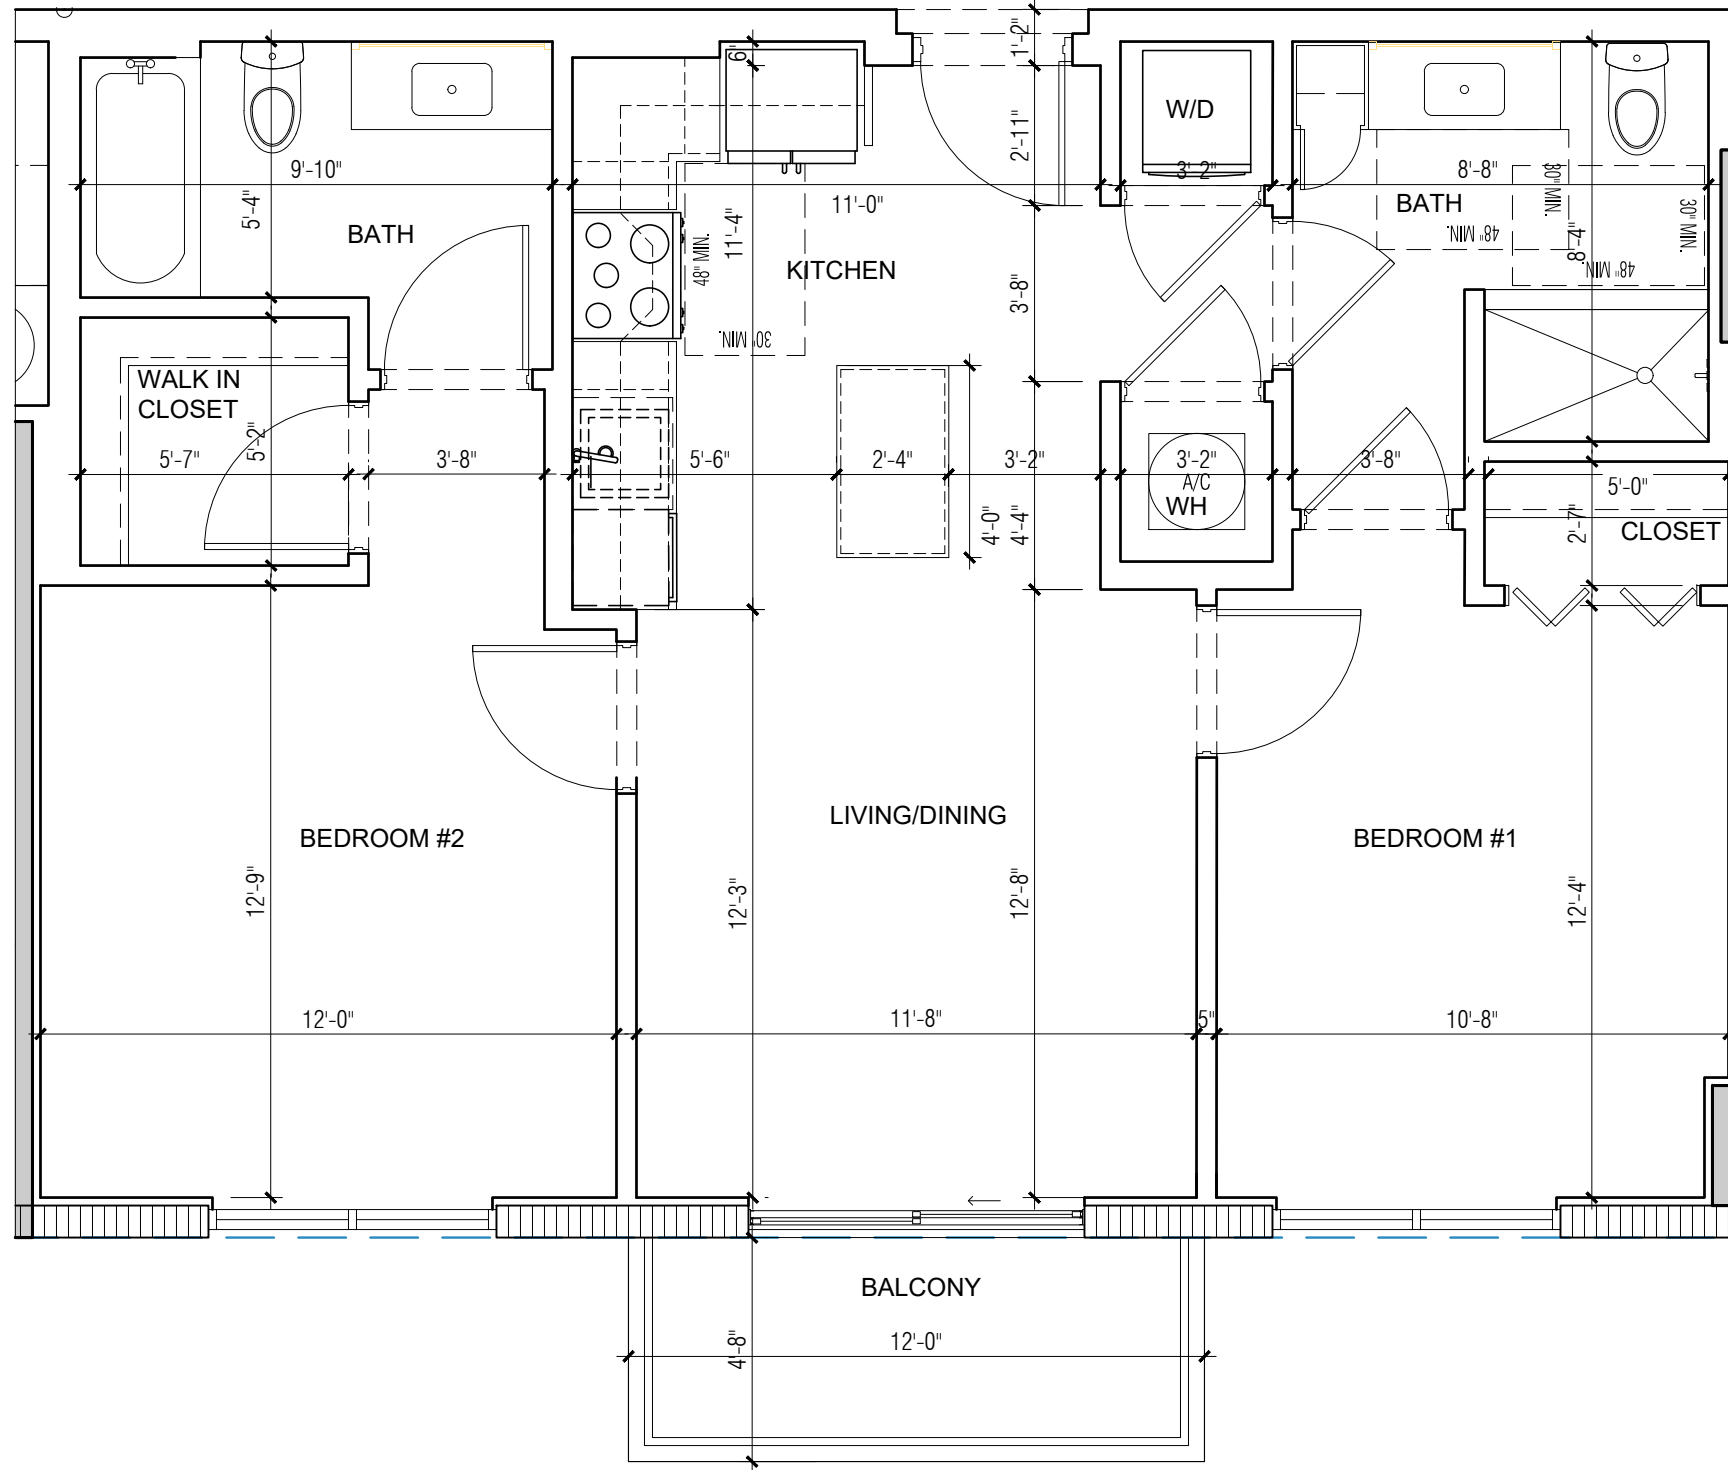 1'-2"
6"
W/D
2'-11"
9'-10"
3'-2"
8'-8"
30" MIN.
30" MIN.
5'-4"
11'-0"
BATH
BATH
48" MIN.
11'-4"
48" MIN.
8'-4"
KITCHEN
48" MIN.
3'-8"
30" MIN.
WALK IN
CLOSET
5'-7"
5'-2"
3'-8"
5'-6"
2'-4"
3'-2"
3'-2"
3'-8"
A/C
WH
5'-0"
4'-0"
4'-4"
2'-7"
CLOSET
LIVING/DINING
BEDROOM #2
BEDROOM #1
12'-9"
12'-3"
12'-8"
12'-4"
12'-0"
11'-8"
5"
10'-8"
BALCONY
12'-0"
4'-8"